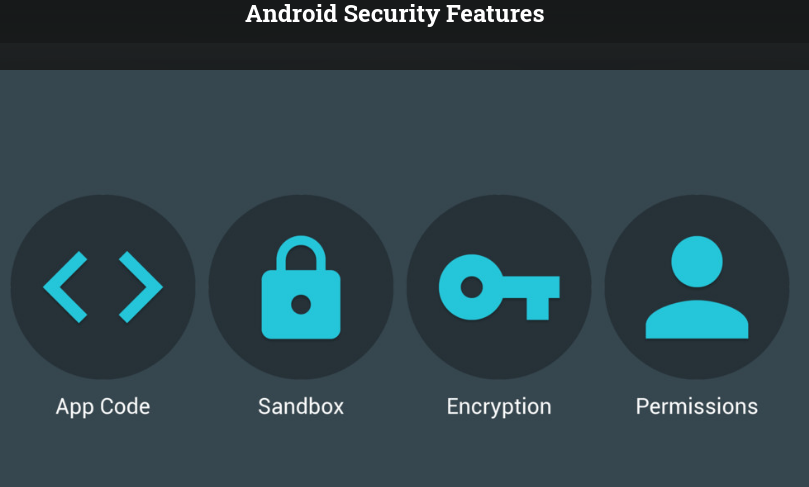 Android Security Features
App Code
Sandbox
Encryption
Permissions